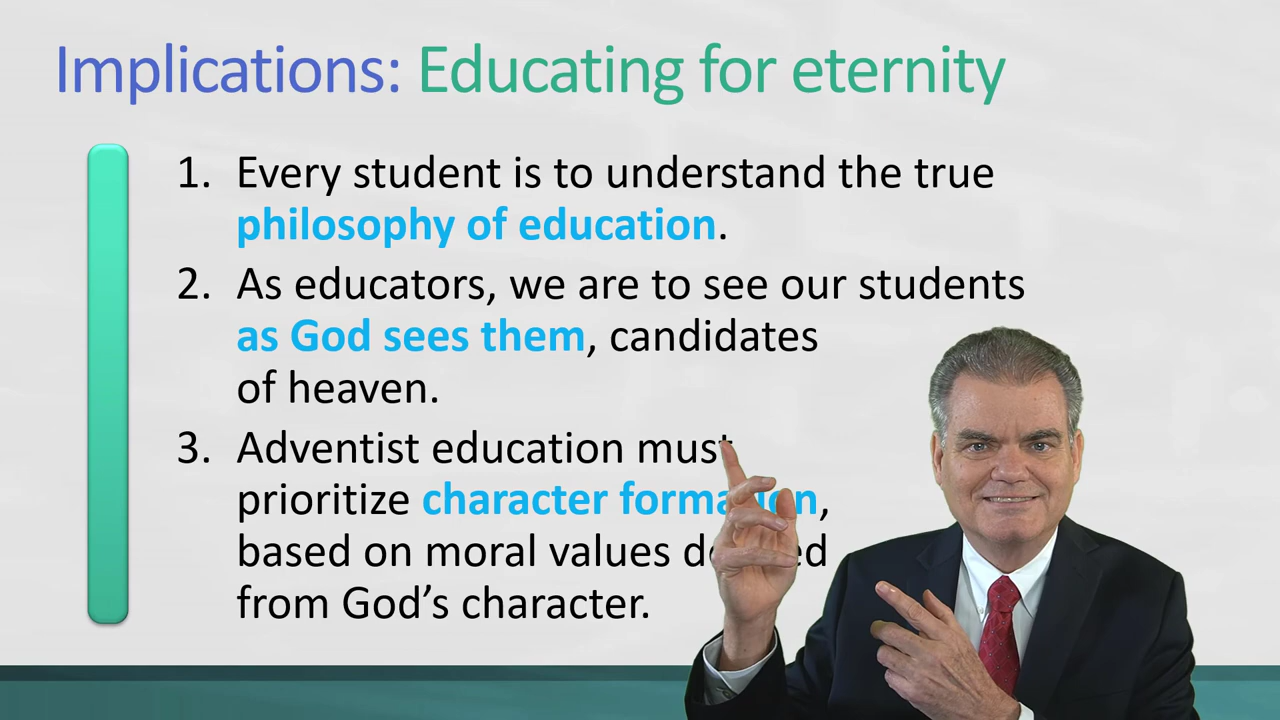 Implications: Educating for eternity
1. Every student is to understand the true
philosophy of education.
2. As educators, we are to see our students
as God sees them, candidates
of heaven.
3. Adventist education must
prioritize character formation,
based on moral values
from God's character.